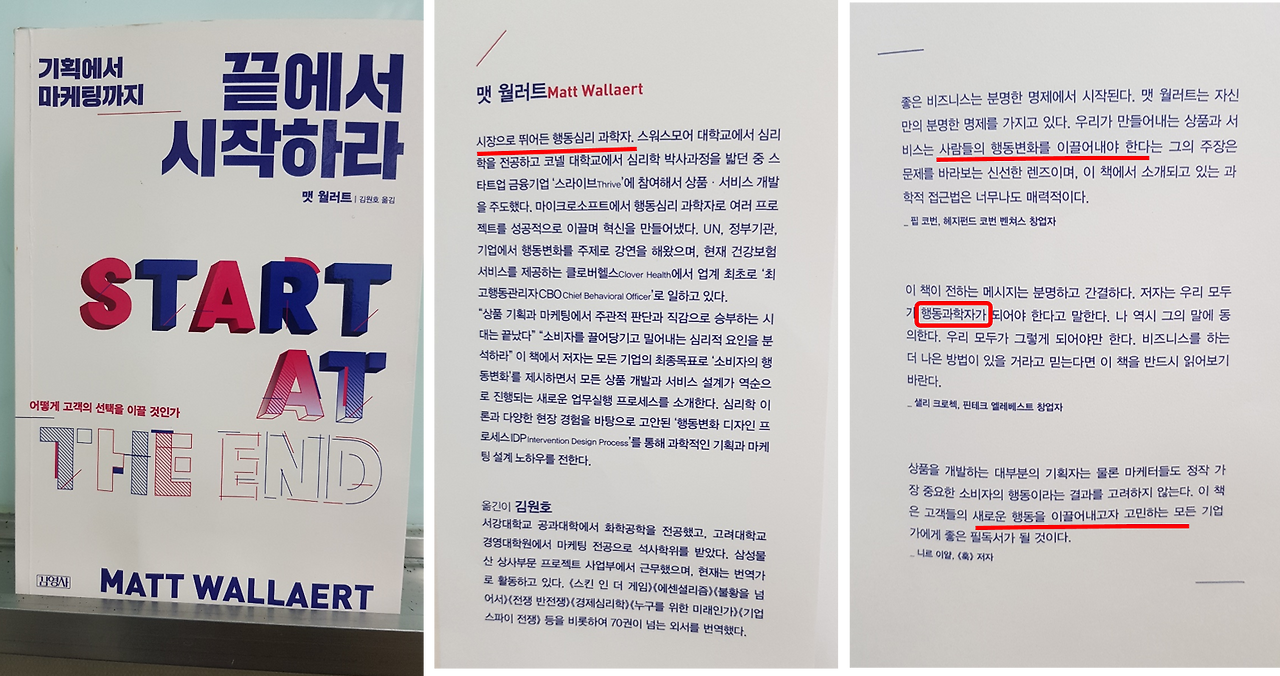 기획에서
마케팅까지
끝에서
시작하라
맷 월러트 | 김원호 옮김
START
AT
어떻게 고객의 선택을 이끌 것인가
THE END
김영사
MATT WALLAERT
맷 월러트Matt Wallaert
시장으로 뛰어든 행동심리 과학자. 스워스모어 대학교에서 심리
학을 전공하고 코넬 대학교에서 심리학 박사과정을 밟던 중 스
타트업 금융기업 '스라이브Thrive'에 참여해서 상품·서비스 개발
을 주도했다. 마이크로소프트에서 행동심리 과학자로 여러 프로
젝트를 성공적으로 이끌며 혁신을 만들어냈다. UN, 정부기관,
기업에서 행동변화를 주제로 강연을 해왔으며, 현재 건강보험
서비스를 제공하는 클로버헬스Clover Health에서 업계 최초로 '최
고행동관리자CBO Chief Behavioral Officer'로 일하고 있다.
"상품 기획과 마케팅에서 주관적 판단과 직감으로 승부하는 시
대는 끝났다" "소비자를 끌어당기고 밀어내는 심리적 요인을 분
석하라" 이 책에서 저자는 모든 기업의 최종목표로 '소비자의 행
동변화'를 제시하면서 모든 상품 개발과 서비스 설계가 역순으
로 진행되는 새로운 업무실행 프로세스를 소개한다. 심리학 이
론과 다양한 현장 경험을 바탕으로 고안된 '행동변화 디자인 프
로세스IDP Intervention Design Process'를 통해 과학적인 기획과 마케
팅 설계 노하우를 전한다.
옮긴이 김원호
서강대학교 공과대학에서 화학공학을 전공했고, 고려대학교
경영대학원에서 마케팅 전공으로 석사학위를 받았다. 삼성물
산 상사부문 프로젝트 사업부에서 근무했으며, 현재는 번역가
로 활동하고 있다. 《스킨 인 더 게임》《에센셜리즘》《불황을 넘
어서》《전쟁 반전쟁》《경제심리학》《누구를 위한 미래인가》《기업
스파이 전쟁》 등을 비롯하여 70권이 넘는 외서를 번역했다.
좋은 비즈니스는 분명한 명제에서 시작된다. 맷 월러트는 자신
만의 분명한 명제를 가지고 있다. 우리가 만들어내는 상품과 서
비스는 사람들의 행동변화를 이끌어내야 한다는 그의 주장은
문제를 바라보는 신선한 렌즈이며, 이 책에서 소개되고 있는 과
학적 접근법은 너무나도 매력적이다.
_ 핍 코번, 헤지펀드 코번 벤쳐스 창업자
이 책이 전하는 메시지는 분명하고 간결하다. 저자는 우리 모두
가 행동과학자가 되어야 한다고 말한다. 나 역시 그의 말에 동
의한다. 우리 모두가 그렇게 되어야만 한다. 비즈니스를 하는
더 나은 방법이 있을 거라고 믿는다면 이 책을 반드시 읽어보기
바란다.
_ 샐리 크로첵, 핀테크 엘레베스트 창업자
상품을 개발하는 대부분의 기획자는 물론 마케터들도 정작 가
장 중요한 소비자의 행동이라는 결과를 고려하지 않는다. 이 책
은 고객들의 새로운 행동을 이끌어내고자 고민하는 모든 기업
가에게 좋은 필독서가 될 것이다.
_ 니르 이얄, 《훅》 저자